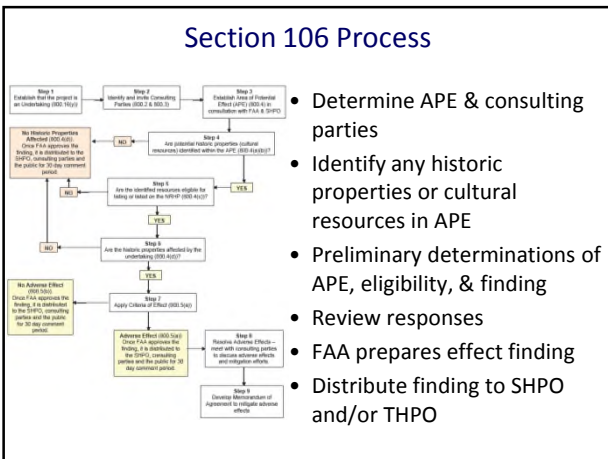 Section 106 Process
Step 1
Establish that the project is
an Undertaking (800.16(y))
Step 2
Identify and Invite Consulting
Parties (800.2 & 800.3)
Step 3
Establish Area of Potential
Effect (APE) (800.4) in
consultation with FAA & SHPO
No Historic Properties
Affected (800.4(d)).
Once FAA approves the
finding, it is distributed to the
SHPO, consulting parties and
the public for 30 day comment
period.
NO
Step 4
Are potential historic properties (cultural
resources) identified within the APE
YES
NO
Step 5
Are the identified resources eligible for
listing or listed on the NRHP (800.4(c))?
YES
NO
Step 6
Are the historic properties affected by the
undertaking (800.4(d))?
YES
No Adverse Effect
(800.5(b))
Once FAA approves the
finding, it is distributed
to the SHPO, consulting
parties and the public
for 30 day comment
period.
Step 7
Apply Criteria of Effect (800.5(a))
Adverse Effect (800.5(a))
Once FAA approves the
finding, it is distributed
to the SHPO, consulting
parties and the public for 30
day comment period.
Step 8
Resolve Adverse Effects –
meet with consulting parties
to discuss adverse effects
and mitigation efforts
Step 9
Develop Memorandum of
Agreement to mitigate adverse
effects
• Determine APE & consulting
parties
• Identify any historic
properties or cultural
resources in APE
• Preliminary determinations of
APE, eligibility, & finding
• Review responses
• FAA prepares effect finding
• Distribute finding to SHPO
and/or THPO